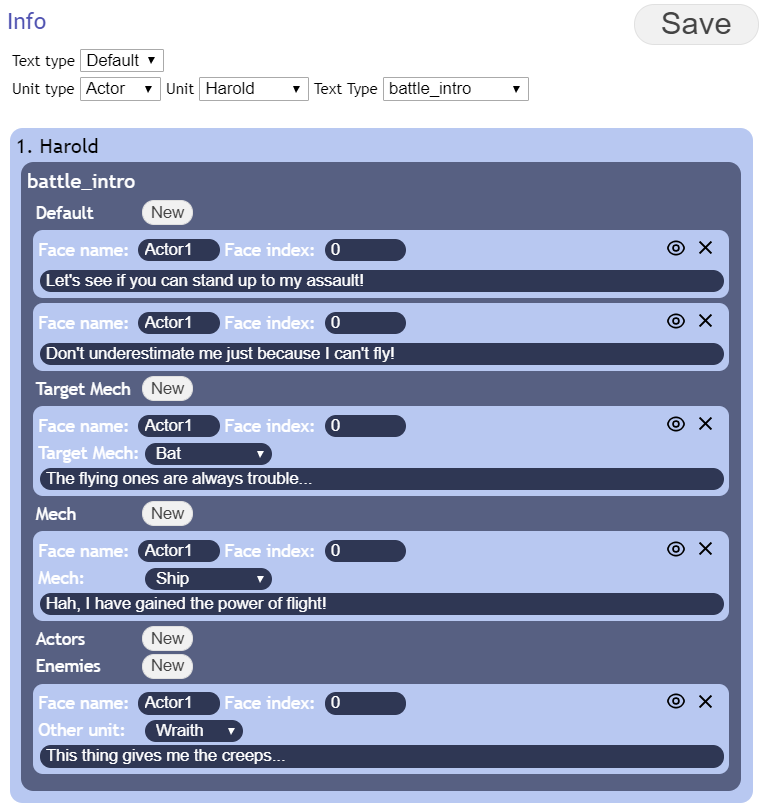 Info
Save
Text type Default
Unit type Actor Unit Harold Text Type battle_intro
1. Harold
battle_intro
Default New
Face name: Actor1 Face index: 0
Let's see if you can stand up to my assault!
Face name: Actor1 Face index: 0
Don't underestimate me just because I can't fly!
Target Mech New
Face name: Actor1 Face index: 0
Target Mech: Bat
The flying ones are always trouble...
Mech New
Face name: Actor1 Face index: 0
Mech: Ship
Hah, I have gained the power of flight!
Actors New
Enemies New
Face name: Actor1 Face index: 0
Other unit: Wraith
This thing gives me the creeps...